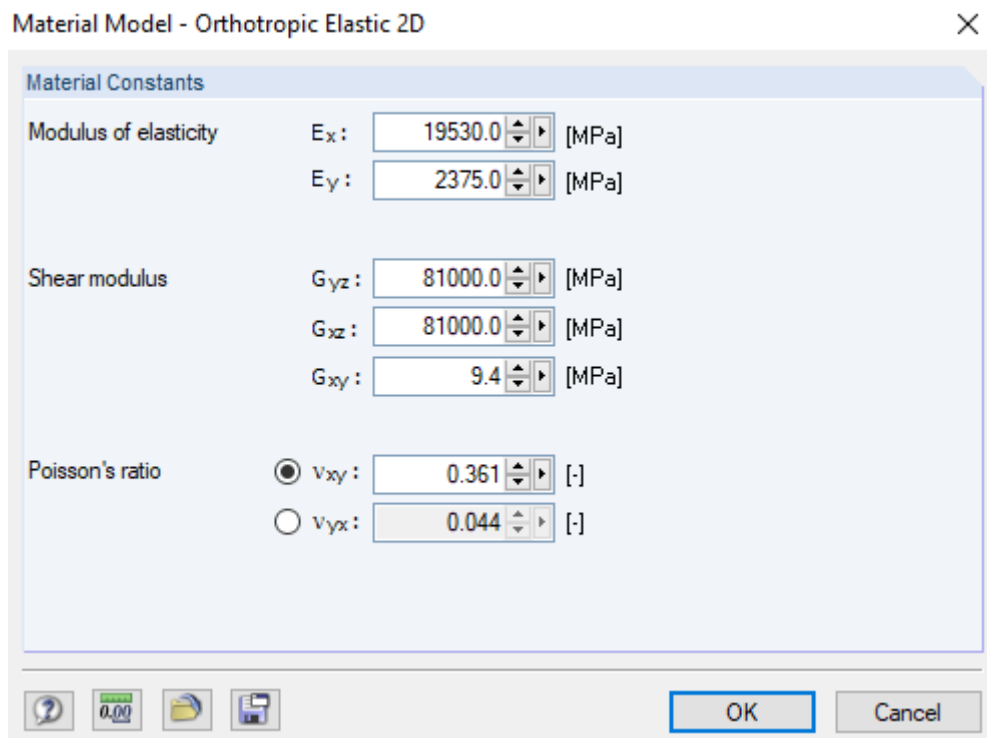 Material Model - Orthotropic Elastic 2D
Material Constants
Modulus of elasticity Ex: 19530.0 [MPa]
Ey: 2375.0 [MPa]
Shear modulus Gyz: 81000.0 [MPa]
Gxz: 81000.0 [MPa]
Gxy: 9.4 [MPa]
Poisson's ratio νxy: 0.361 [-]
νyx: 0.044 [-]
0.00 OK Cancel